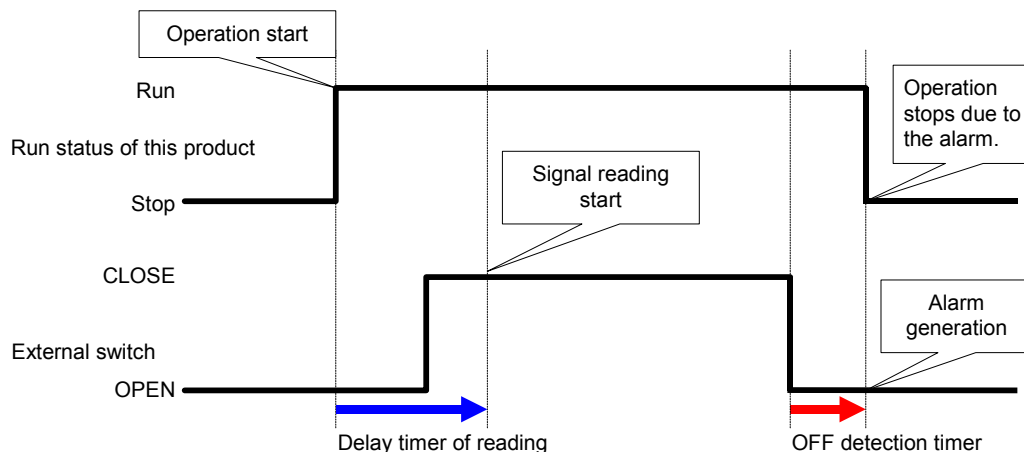 Operation start
Run
Operation
stops due to
the alarm.
Run status of this product
Signal reading
start
Stop
CLOSE
Alarm
generation
External switch
OPEN
Delay timer of reading
OFF detection timer